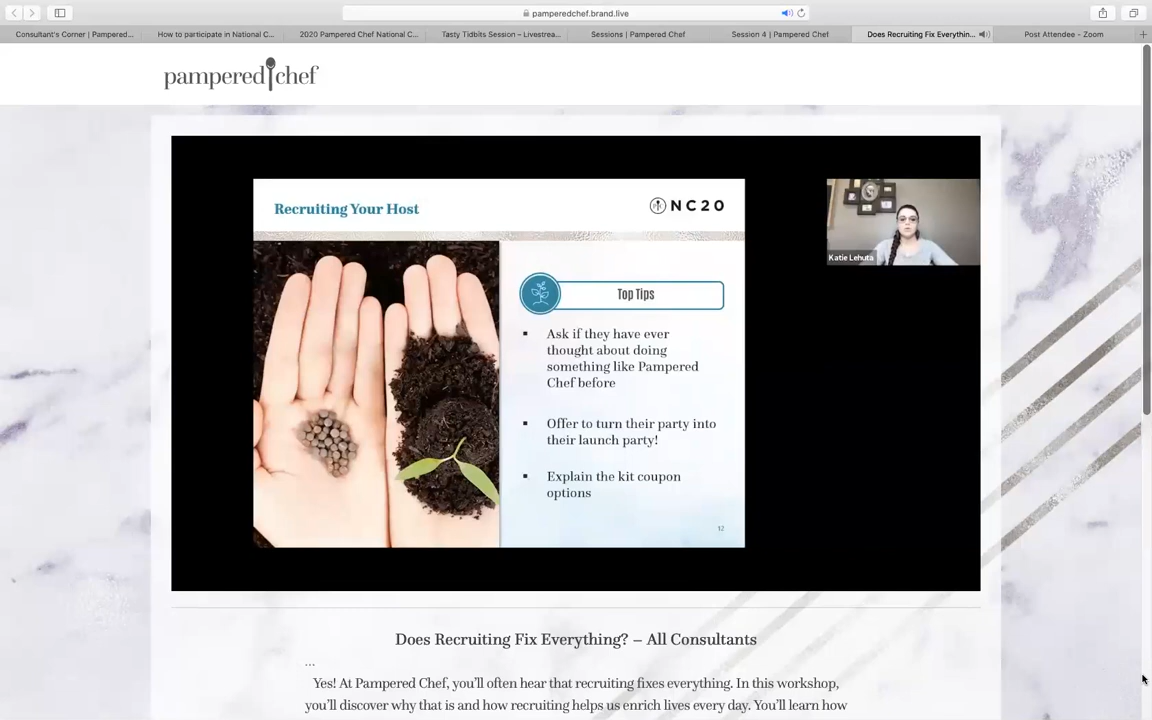 pamperedchef.brand.live
Consultant's Corner | Pampered...
How to participate in National C...
2020 Pampered Chef National C...
Tasty Tidbits Session – Livestrea...
Sessions | Pampered Chef
Session 4 | Pampered Chef
Does Recruiting Fix Everythin...
Post Attendee - Zoom
pampered chef
Recruiting Your Host
NC20
Top Tips
▪ Ask if they have ever
thought about doing
something like Pampered
Chef before
▪ Offer to turn their party into
their launch party!
▪ Explain the kit coupon
options
12
Katie Lehuta
Does Recruiting Fix Everything? – All Consultants
...
Yes! At Pampered Chef, you'll often hear that recruiting fixes everything. In this workshop,
you'll discover why that is and how recruiting helps us enrich lives every day. You'll learn how